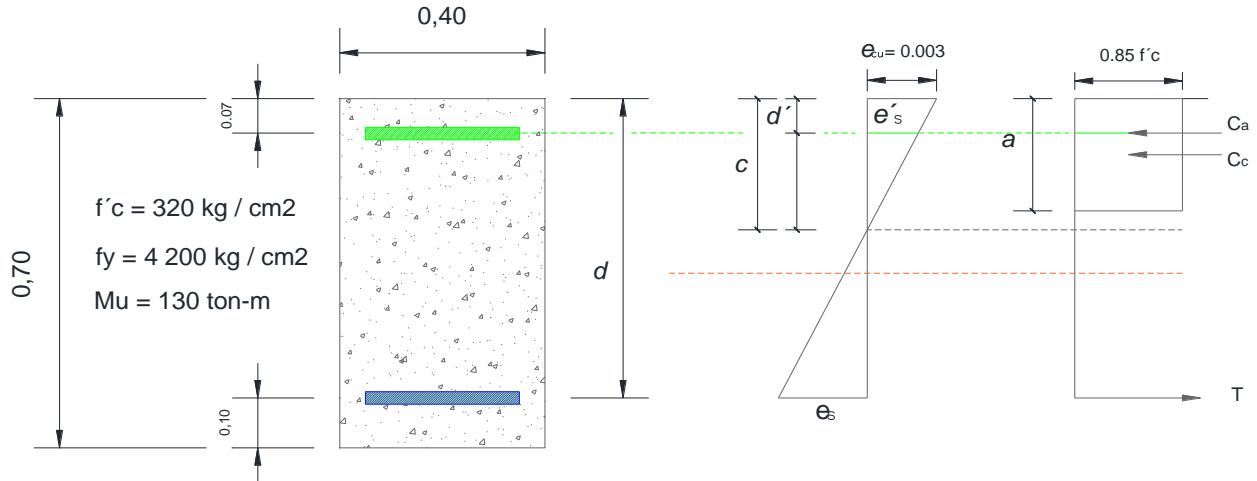 0,40
0.07
f´c = 320 kg / cm2
fy = 4 200 kg / cm2
Mu = 130 ton-m
0,70
0,10
d
ecu = 0.003
0.85 f´c
d´
e´s
c
a
Ca
Cc
es
T